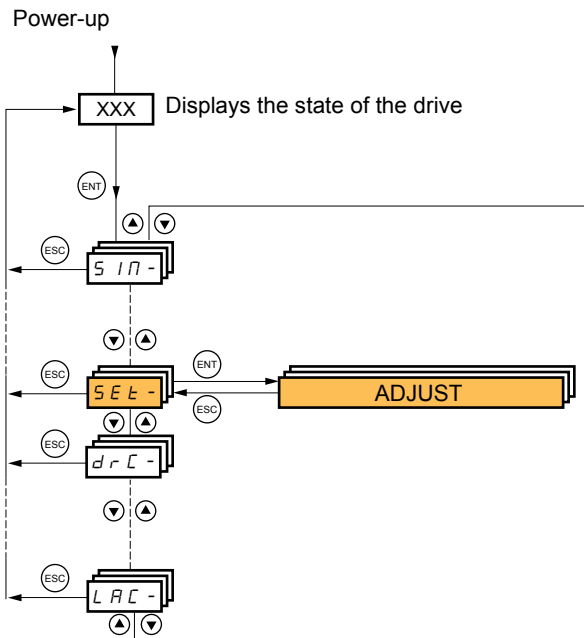 Power-up
XXX Displays the state of the drive
ENT
ESC
SIM-
ESC
ENT
SEt-
ADJUST
ESC
ESC
drC-
ESC
LAC-